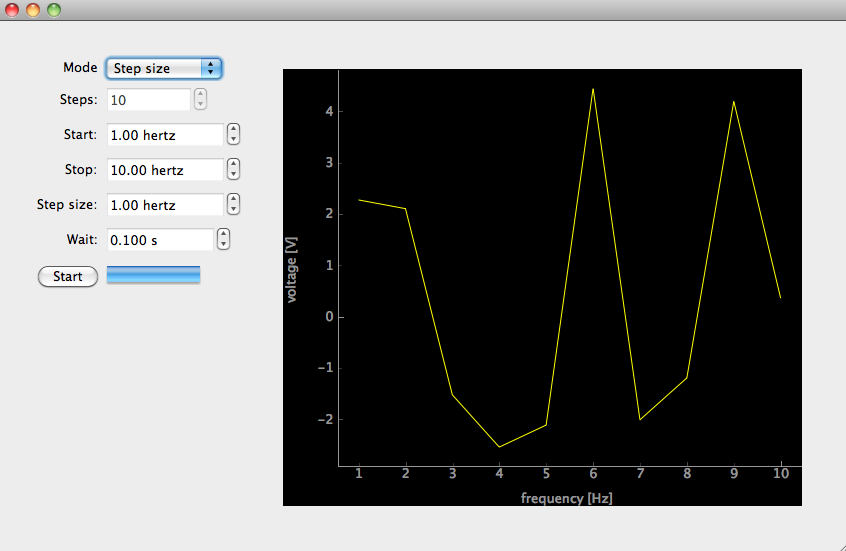 Mode Step size
Steps: 10
Start: 1.00 hertz
Stop: 10.00 hertz
Step size: 1.00 hertz
Wait: 0.100 s
Start
voltage [V]
4
3
2
1
0
−1
−2
1 2 3 4 5 6 7 8 9 10
frequency [Hz]